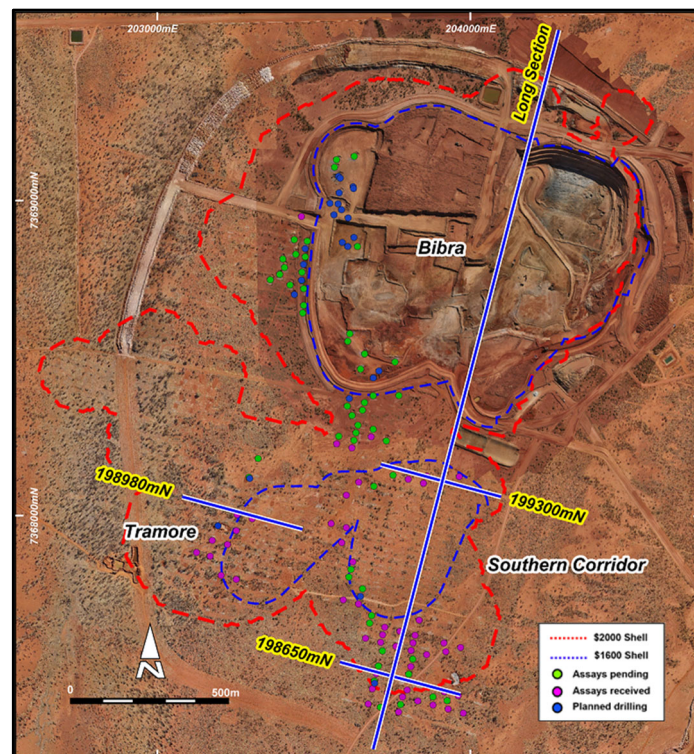 203000mE
204000mE
Long Section
7369000mN
Bibra
198980mN
199300mN
7368000mN
Tramore
Southern Corridor
198650mN
N
0
500m
$2000 Shell
$1600 Shell
Assays pending
Assays received
Planned drilling